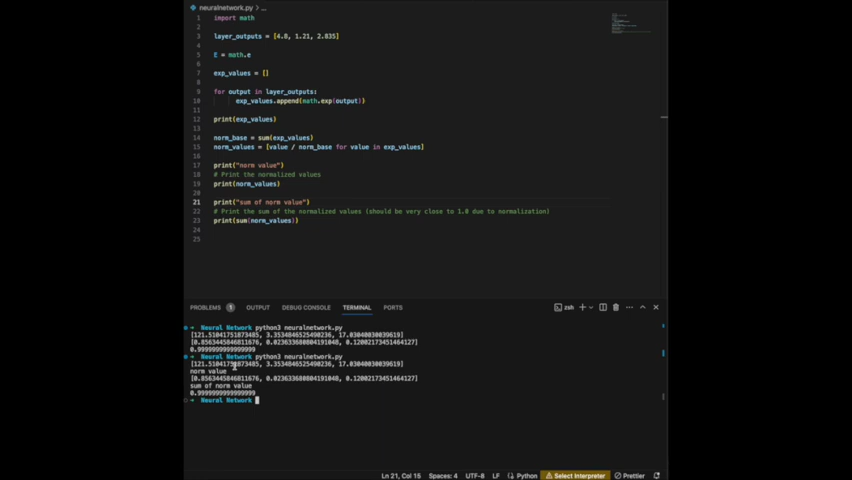 neuralnetwork.py > ...
1 import math
2
3 layer_outputs = [4.8, 1.21, 2.835]
4
5 E = math.e
6
7 exp_values = []
8
9 for output in layer_outputs:
10 exp_values.append(math.exp(output))
11
12 print(exp_values)
13
14 norm_base = sum(exp_values)
15 norm_values = [value / norm_base for value in exp_values]
16
17 print("norm value")
18 # Print the normalized values
19 print(norm_values)
20
21 print("sum of norm value")
22 # Print the sum of the normalized values (should be very close to 1.0 due to normalization)
23 print(sum(norm_values))
24
25
PROBLEMS 1 OUTPUT DEBUG CONSOLE TERMINAL PORTS zsh
Neural Network python3 neuralnetwork.py
[121.51041751873485, 3.3534846525490236, 17.03040030039619]
[0.8563445846811676, 0.023633680804191048, 0.12002173451464127]
0.9999999999999999
Neural Network python3 neuralnetwork.py
[121.51041751873485, 3.3534846525490236, 17.03040030039619]
norm value
[0.8563445846811676, 0.023633680804191048, 0.12002173451464127]
sum of norm value
0.9999999999999999
Neural Network
Ln 21, Col 15 Spaces: 4 UTF-8 LF Python Select Interpreter Prettier